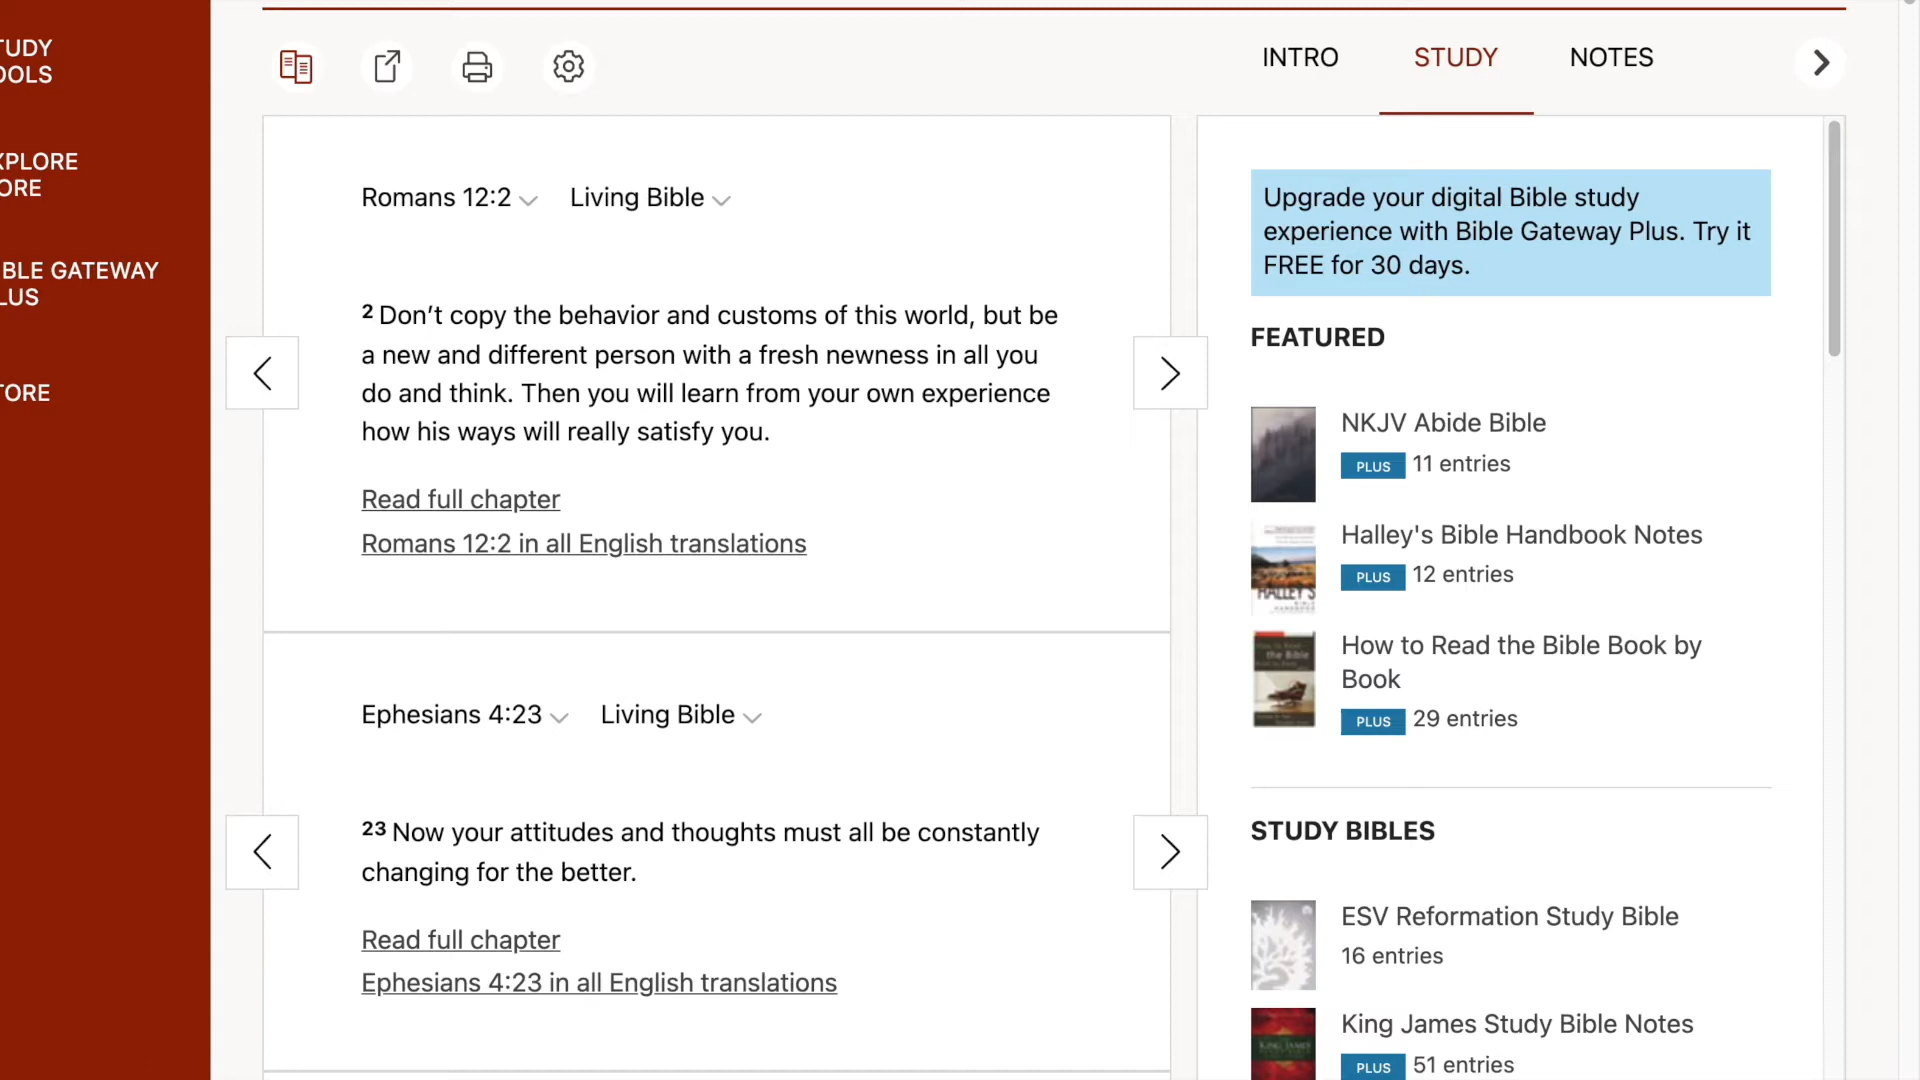 TUDY
OOLS
XPLORE
ORE
BLE GATEWAY
LUS
TORE
INTRO STUDY NOTES
Romans 12:2 Living Bible
2 Don’t copy the behavior and customs of this world, but be
a new and different person with a fresh newness in all you
do and think. Then you will learn from your own experience
how his ways will really satisfy you.
Read full chapter
Romans 12:2 in all English translations
Ephesians 4:23 Living Bible
23 Now your attitudes and thoughts must all be constantly
changing for the better.
Read full chapter
Ephesians 4:23 in all English translations
Upgrade your digital Bible study
experience with Bible Gateway Plus. Try it
FREE for 30 days.
FEATURED
NKJV Abide Bible
PLUS 11 entries
HALLEY'S
Halley's Bible Handbook Notes
PLUS 12 entries
the Bible
How to Read the Bible Book by
Book
PLUS 29 entries
STUDY BIBLES
ESV Reformation Study Bible
16 entries
KING JAMES
King James Study Bible Notes
PLUS 51 entries